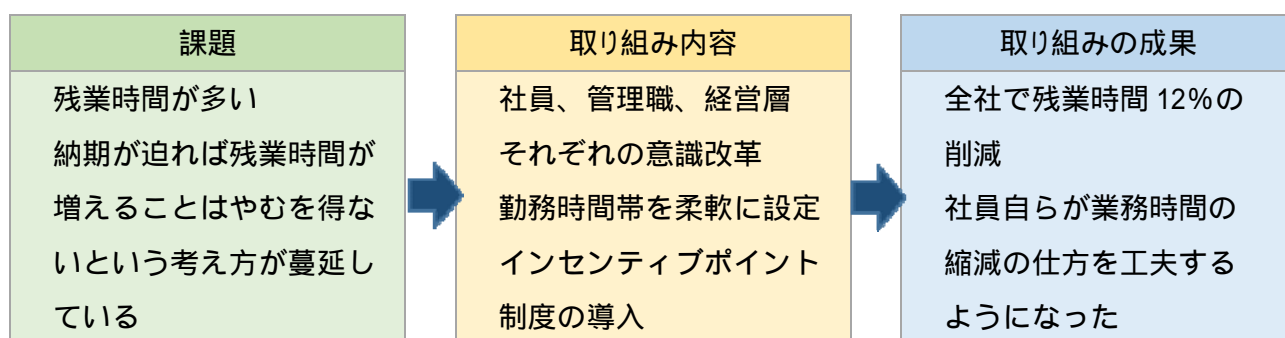 課題
残業時間が多い
納期が迫れば残業時間が
増えることはやむを得な
いという考え方が蔓延し
ている
取り組み内容
社員、管理職、経営層
それぞれの意識改革
勤務時間帯を柔軟に設定
インセンティブポイント
制度の導入
取り組みの成果
全社で残業時間 12%の
削減
社員自らが業務時間の
縮減の仕方を工夫する
ようになった